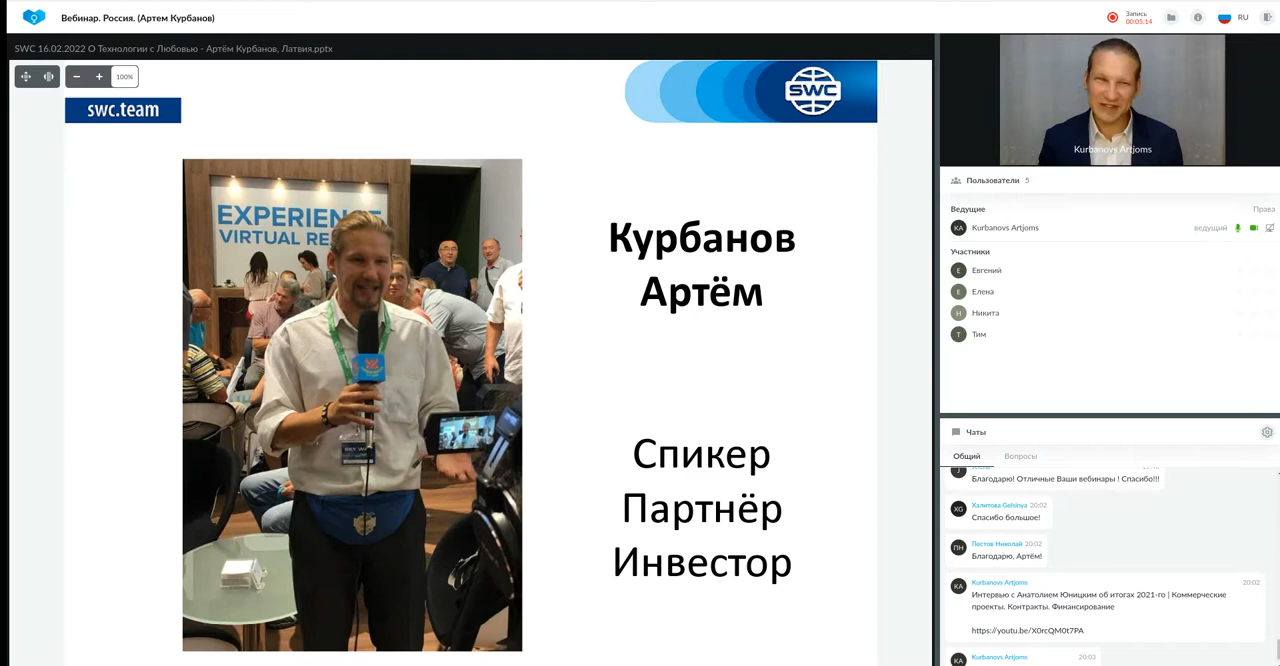 Вебинар. Россия. (Артем Курбанов)
Запись
00:05:14
RU
SWC 16.02.2022 О Технологии с Любовью - Артём Курбанов, Латвия.pptx
100%
swc.team
SWC
EXPERIENCE
VIRTUAL RE
Курбанов
Артём
Спикер
Партнёр
Инвестор
Kurbanovs Artjoms
Пользователи 5
Ведущие
Права
KA
Kurbanovs Artjoms
ведущий
Участники
Е
Евгений
Е
Елена
Н
Никита
Т
Тим
Чаты
Общий
Вопросы
J
Благодарю! Отличные Ваши вебинары ! Спасибо!!!
XG
Халитова Gelsinya 20:02
Спасибо большое!
ПН
Пестов Николай 20:02
Благодарю, Артём!
KA
Kurbanovs Artjoms 20:02
Интервью с Анатолием Юницким об итогах 2021-го | Коммерческие
проекты. Контракты. Финансирование
https://youtu.be/X0rcQM0t7PA
KA
Kurbanovs Artjoms 20:03